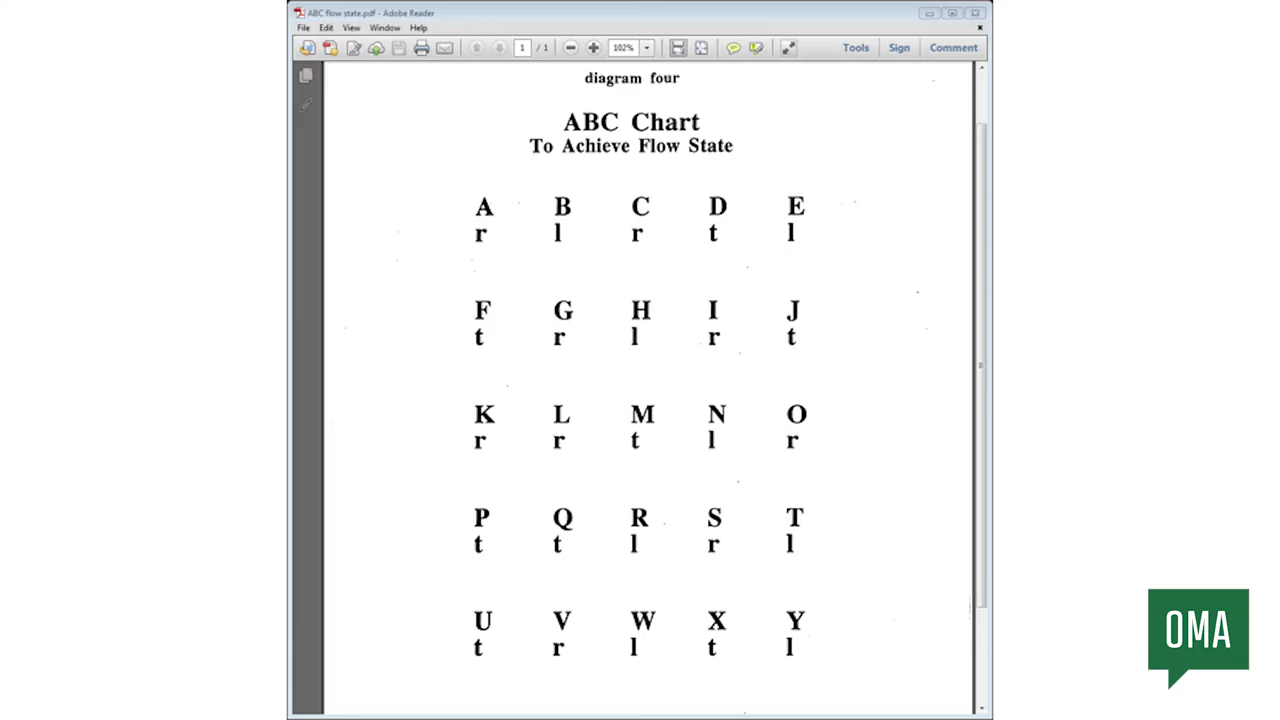 ABC flow state.pdf - Adobe Reader
File Edit View Window Help
1 / 1 102% Tools Sign Comment
diagram four
ABC Chart
To Achieve Flow State
A B C D E
r l r t l
F G H I J
t r l r t
K L M N O
r r t l r
P Q R S T
t t l r l
U V W X Y
t r l t l
OMA